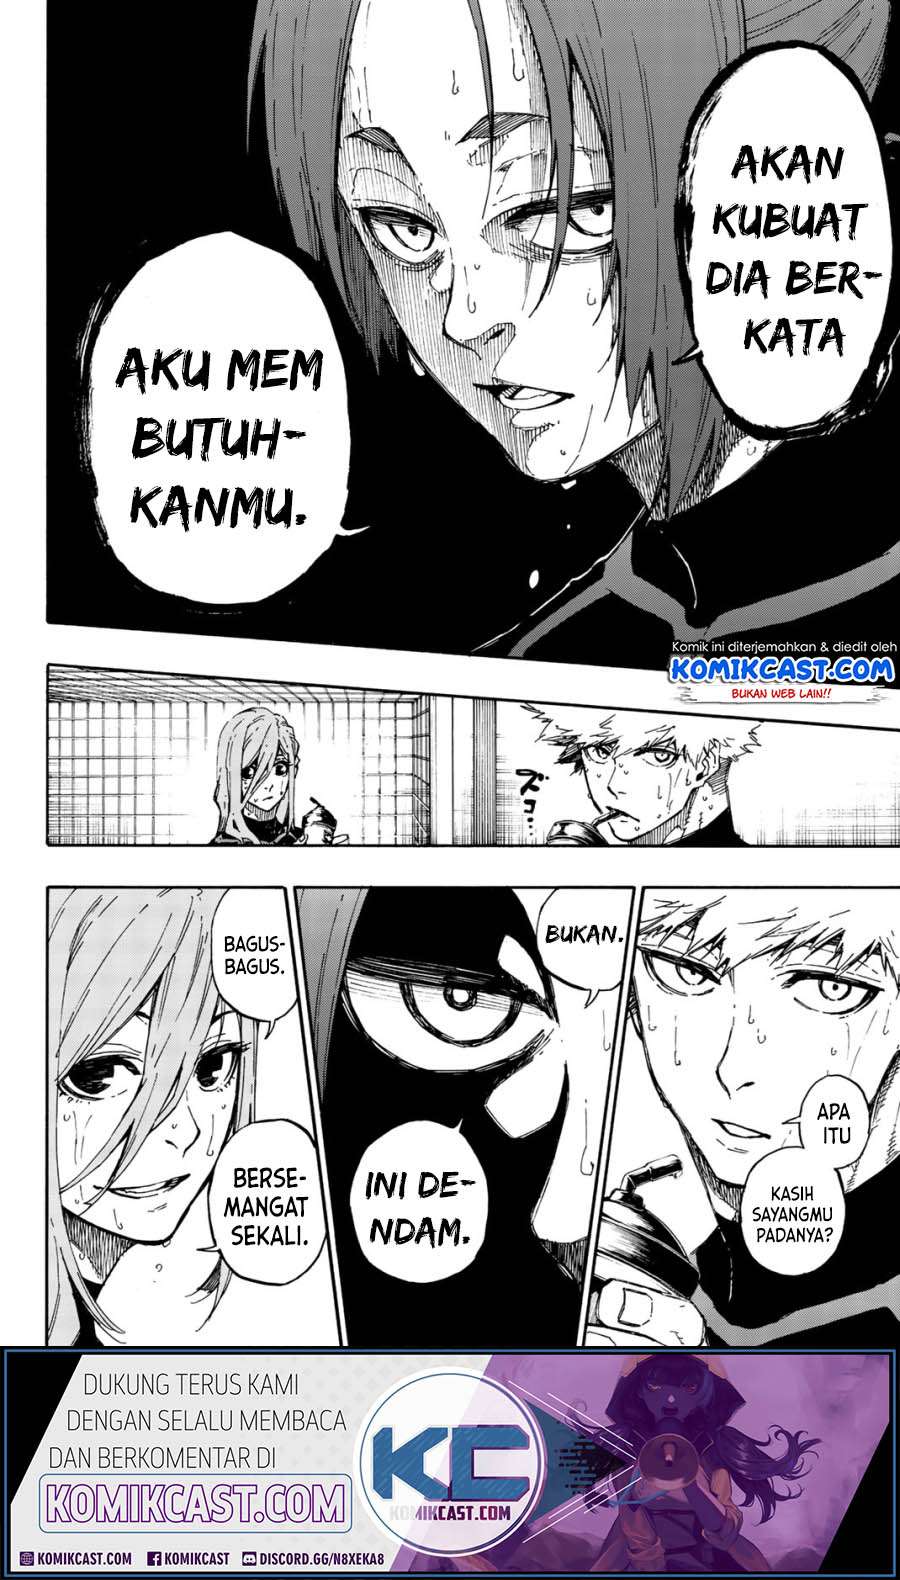 AKAN
KUBUAT
DIA BER-
KATA
AKU MEM
BUTUH-
KANMU.
Komik ini diterjemahkan & diedit oleh
KOMIKCAST.COM
BUKAN WEB LAIN!!
ズコ...
APA
ITU
KASIH
SAYANGMU
PADANYA?
BUKAN.
INI DE-
NDAM.
BAGUS-
BAGUS.
BERSE-
MANGAT
SEKALI.
DUKUNG TERUS KAMI
DENGAN SELALU MEMBACA
DAN BERKOMENTAR DI
KOMIKCAST.COM
KC
KOMIKCAST.COM
KOMIKCAST.COM
KOMIKCAST
DISCORD.GG/N8XEKA8